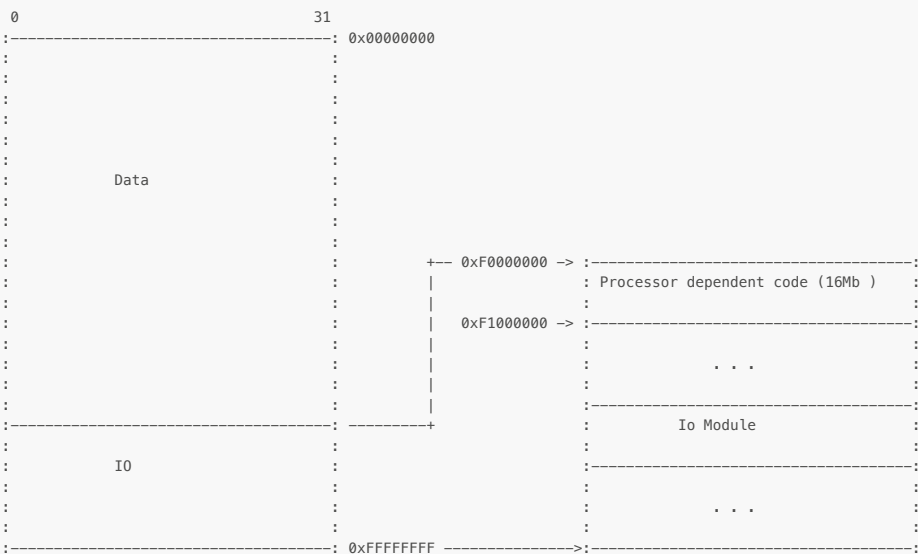 0 31
0x00000000
Data
0xF0000000 ->
Processor dependent code (16Mb )
0xF1000000 ->
. . .
Io Module
IO
. . .
0xFFFFFFFF